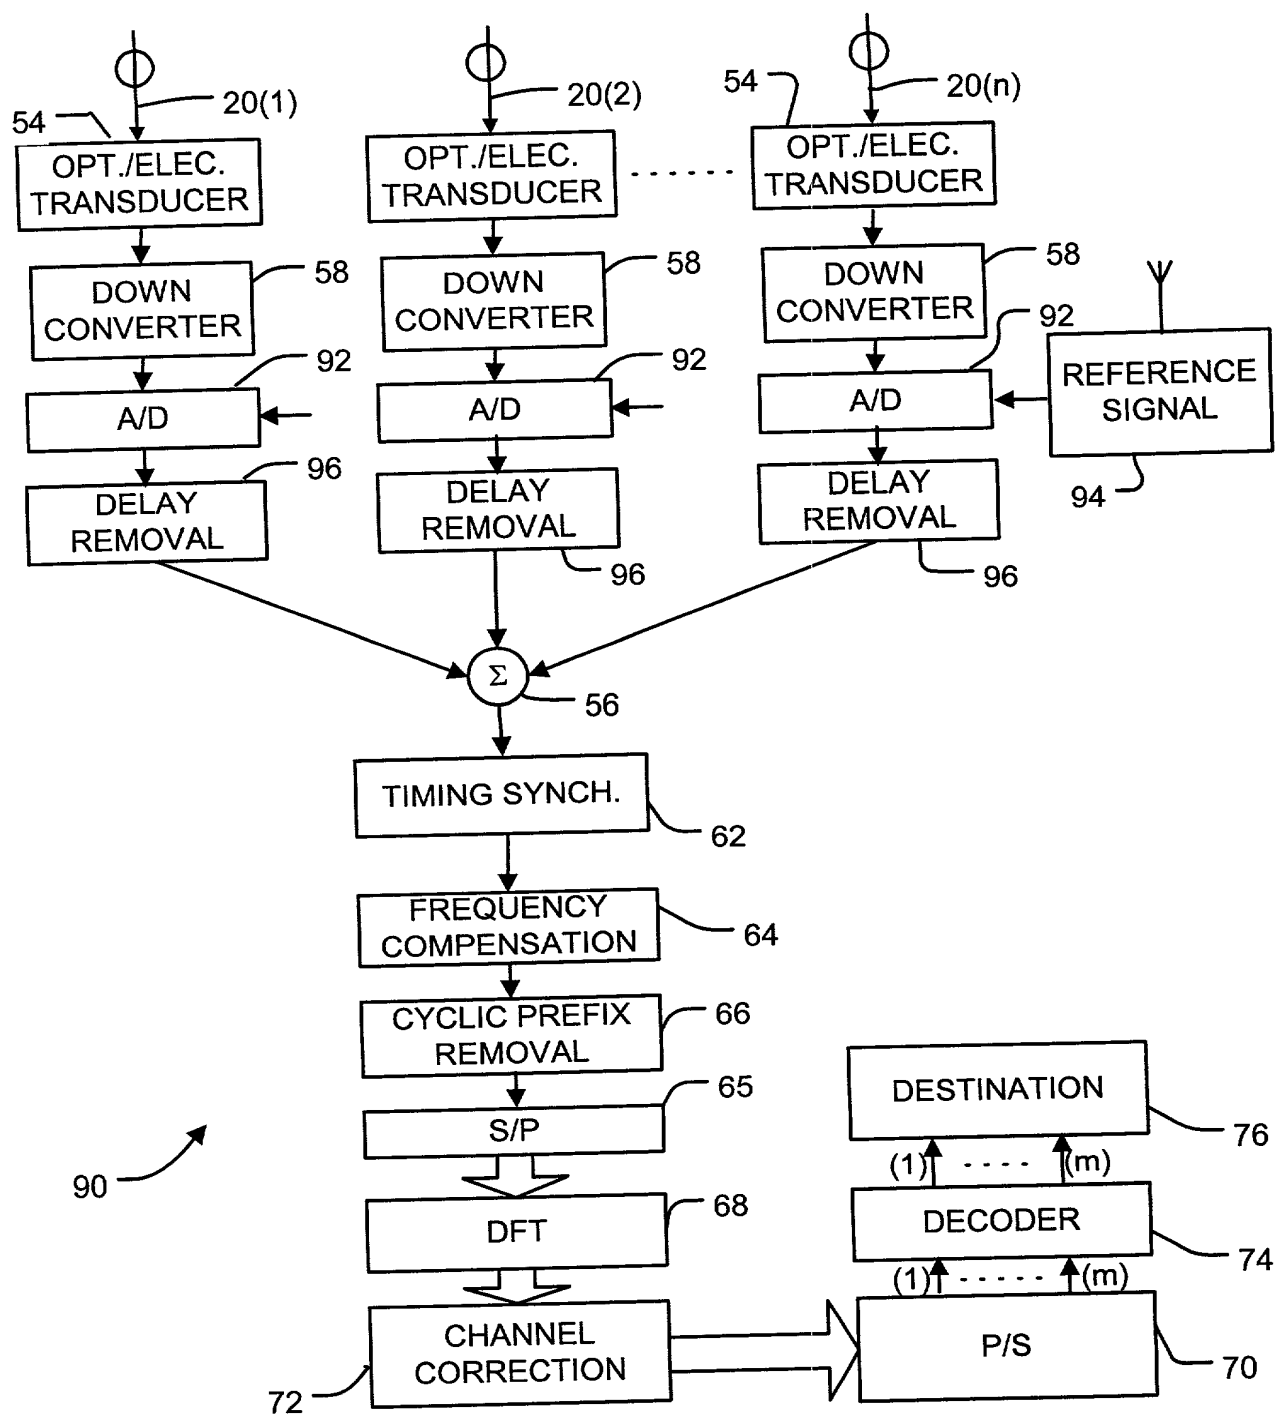 20(1)
20(2)
20(n)
54
54
OPT./ELEC.
TRANSDUCER
OPT./ELEC.
TRANSDUCER
. . . . . .
OPT./ELEC.
TRANSDUCER
58
58
58
DOWN
CONVERTER
DOWN
CONVERTER
DOWN
CONVERTER
92
92
92
A/D
A/D
A/D
REFERENCE
SIGNAL
94
96
DELAY
REMOVAL
DELAY
REMOVAL
DELAY
REMOVAL
96
96
Σ
56
TIMING SYNCH.
62
FREQUENCY
COMPENSATION
64
CYCLIC PREFIX
REMOVAL
66
S/P
65
DFT
68
CHANNEL
CORRECTION
72
P/S
70
(1) - - - - - (m)
DECODER
74
(1) - - - - (m)
DESTINATION
76
90